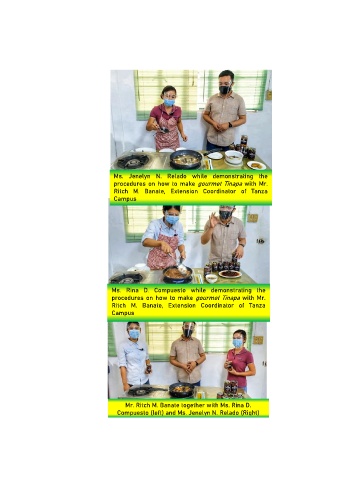 Ms. Jenelyn N. Relado while demonstrating the
procedures on how to make gourmet Tinapa with Mr.
Ritch M. Banate, Extension Coordinator of Tanza
Campus
Ms. Rina D. Compuesto while demonstrating the
procedures on how to make gourmet Tinapa with Mr.
Ritch M. Banate, Extension Coordinator of Tanza
Campus
Mr. Ritch M. Banate together with Ms. Rina D.
Compuesto (left) and Ms. Jenelyn N. Relado (Right)